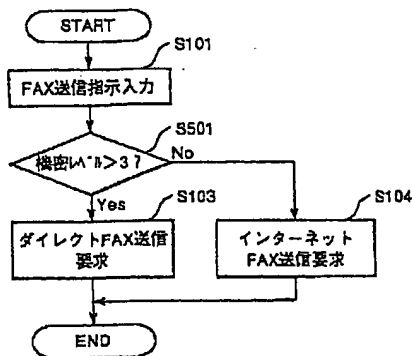 START
S101
FAX送信指示入力
S501
機密ﾚﾍﾞﾙ>3?
No
Yes
S103
S104
ダイレクトFAX送信
要求
インターネット
FAX送信要求
END